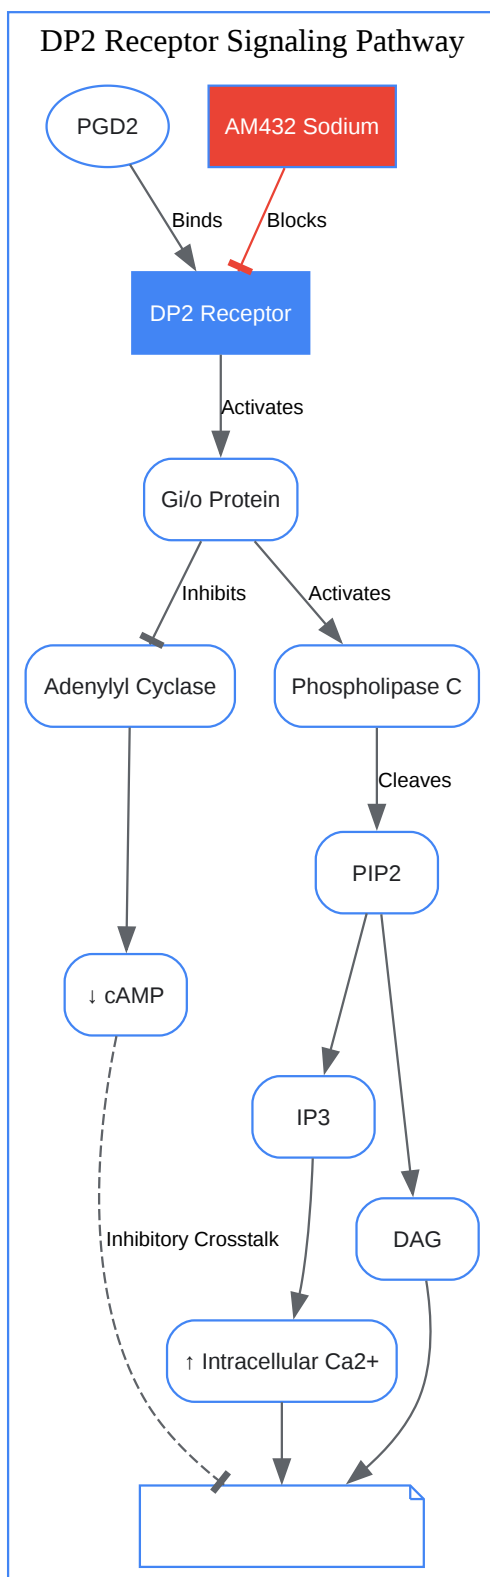 DP2 Receptor Signaling Pathway
PGD2
AM432 Sodium
Binds
Blocks
DP2 Receptor
Activates
Gi/o Protein
Inhibits
Activates
Adenylyl Cyclase
Phospholipase C
Cleaves
PIP2
↓ cAMP
IP3
Inhibitory Crosstalk
DAG
↑ Intracellular Ca2+